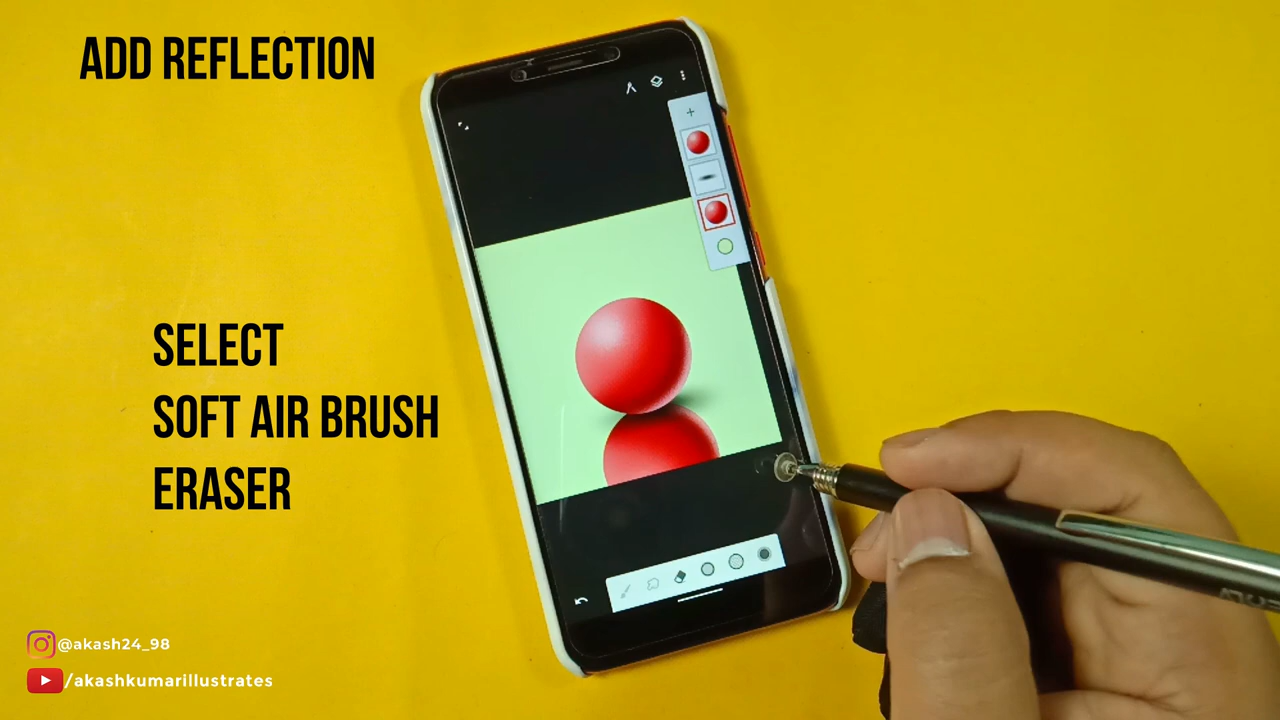 ADD REFLECTION
SELECT
SOFT AIR BRUSH
ERASER
@akash24_98
/akashkumarillustrates